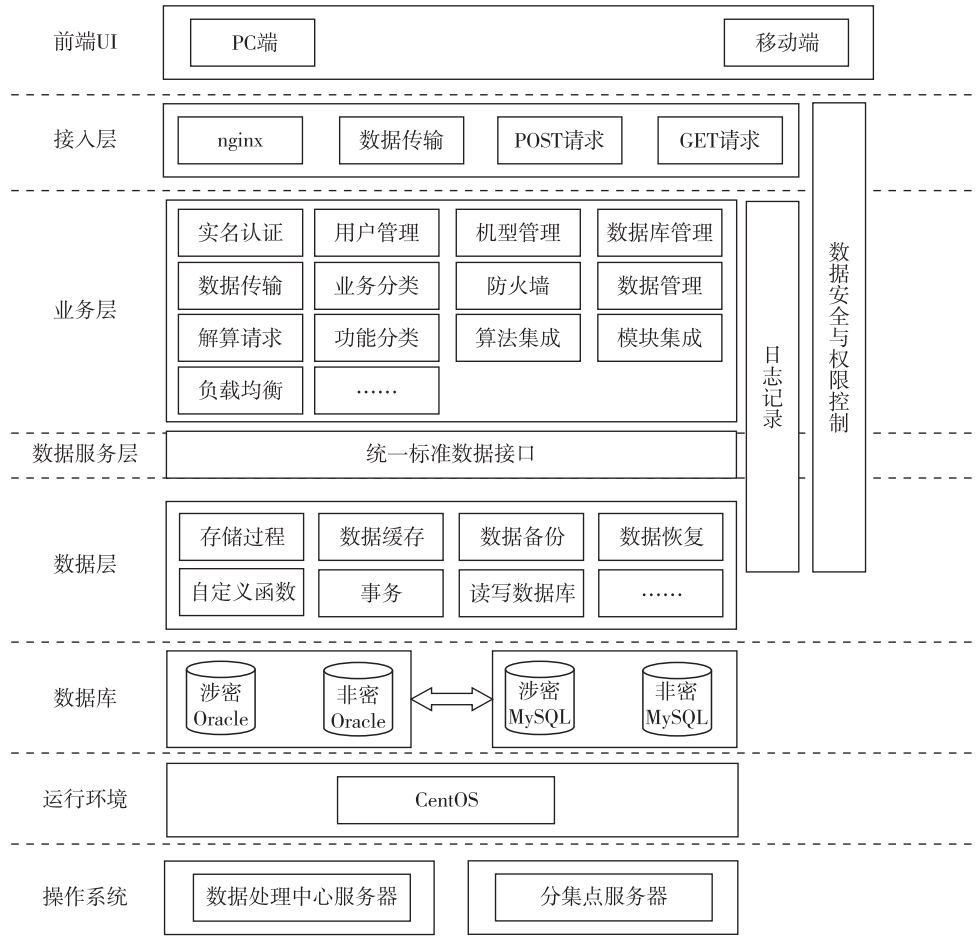 前端UI
PC端
移动端
接入层
nginx
数据传输
POST请求
GET请求
业务层
实名认证
用户管理
机型管理
数据库管理
数据传输
业务分类
防火墙
数据管理
解算请求
功能分类
算法集成
模块集成
负载均衡
……
日志记录
数据安全与权限控制
数据服务层
统一标准数据接口
数据层
存储过程
数据缓存
数据备份
数据恢复
自定义函数
事务
读写数据库
……
数据库
涉密
Oracle
非密
Oracle
涉密
MySQL
非密
MySQL
运行环境
CentOS
操作系统
数据处理中心服务器
分集点服务器